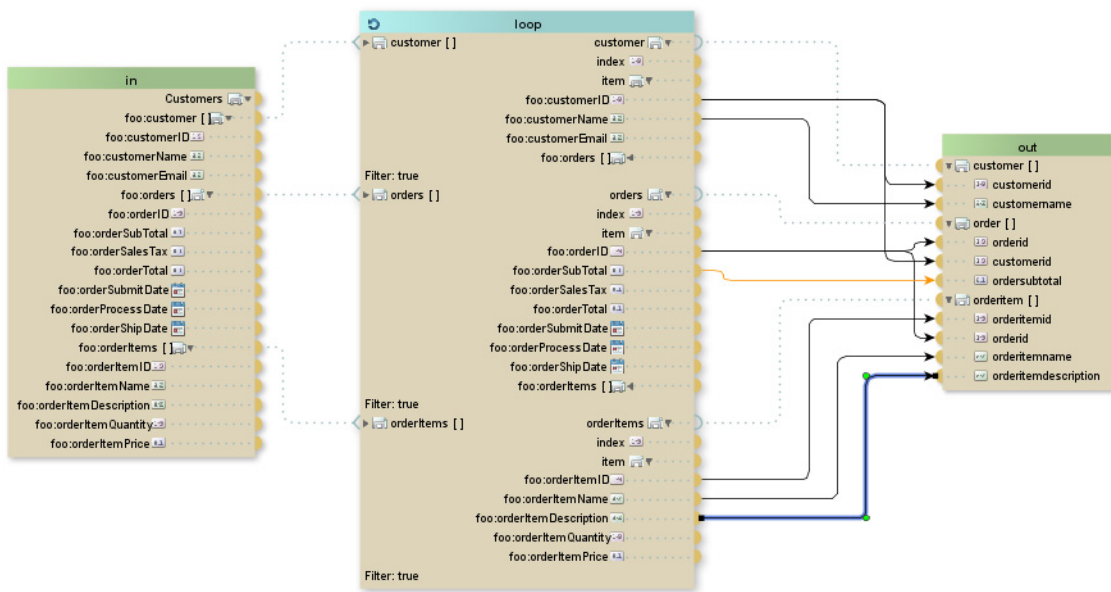 in
Customers
foo:customer [ ]
foo:customerID
foo:customerName
foo:customerEmail
foo:orders [ ]
foo:orderID
foo:orderSubTotal
foo:orderSalesTax
foo:orderTotal
foo:orderSubmitDate
foo:orderProcessDate
foo:orderShipDate
foo:orderItems [ ]
foo:orderItemID
foo:orderItemName
foo:orderItemDescription
foo:orderItemQuantity
foo:orderItemPrice
loop
customer [ ] customer
index
item
foo:customerID
foo:customerName
foo:customerEmail
foo:orders [ ]
Filter: true
orders [ ] orders
index
item
foo:orderID
foo:orderSubTotal
foo:orderSalesTax
foo:orderTotal
foo:orderSubmitDate
foo:orderProcessDate
foo:orderShipDate
foo:orderItems [ ]
Filter: true
orderItems [ ] orderItems
index
item
foo:orderItemID
foo:orderItemName
foo:orderItemDescription
foo:orderItemQuantity
foo:orderItemPrice
Filter: true
out
customer [ ]
customerid
customername
order [ ]
orderid
customerid
ordersubtotal
orderitem [ ]
orderitemid
orderid
orderitemname
orderitemdescription